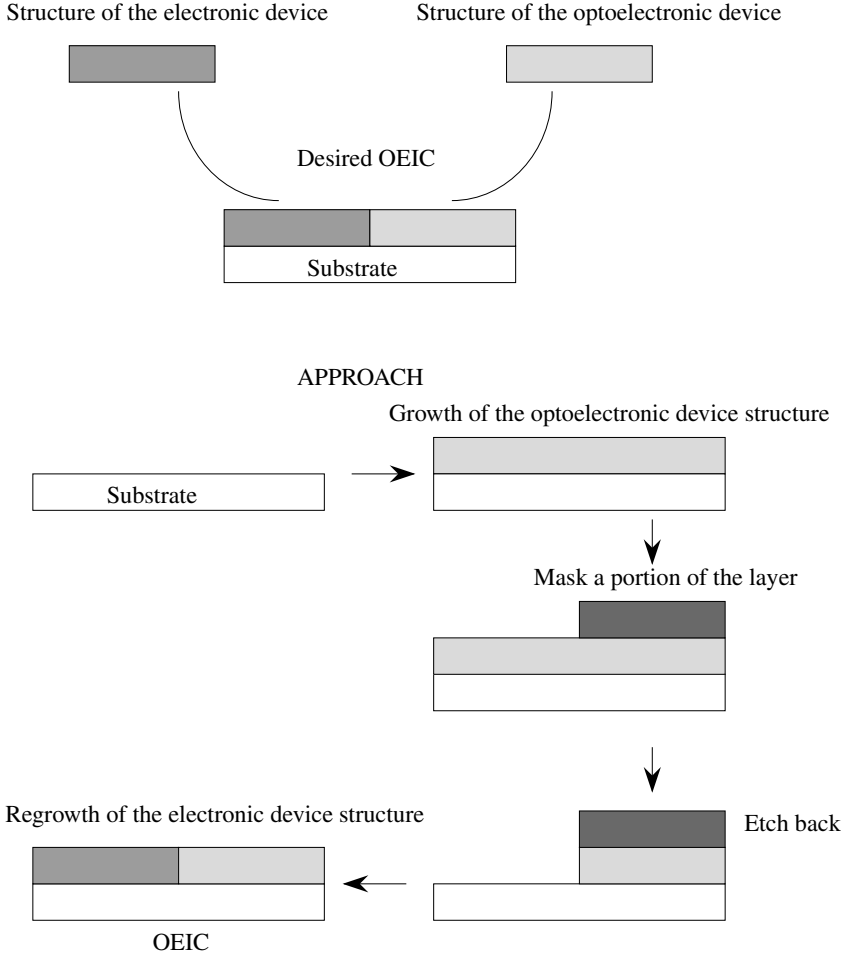 Structure of the electronic device
Structure of the optoelectronic device
Desired OEIC
Substrate
APPROACH
Growth of the optoelectronic device structure
Substrate
Mask a portion of the layer
Regrowth of the electronic device structure
Etch back
OEIC